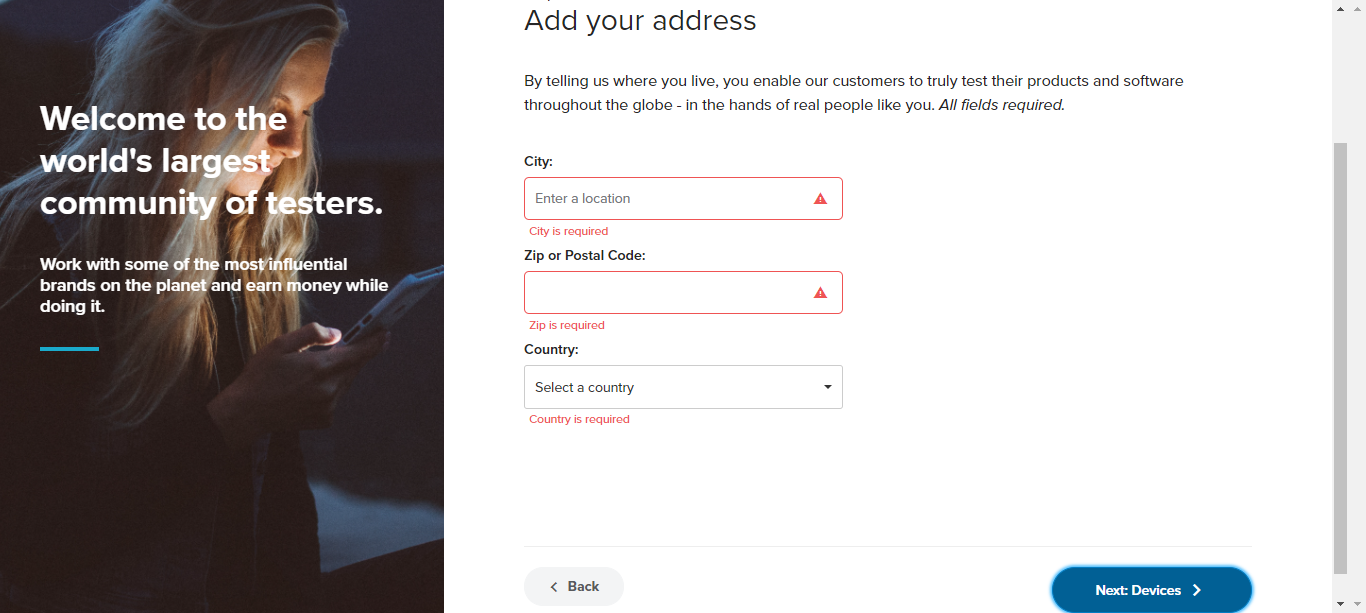 Welcome to the
world's largest
community of testers.
Work with some of the most influential
brands on the planet and earn money while
doing it.
Add your address
By telling us where you live, you enable our customers to truly test their products and software
throughout the globe - in the hands of real people like you. All fields required.
City:
Enter a location
City is required
Zip or Postal Code:
Zip is required
Country:
Select a country
Country is required
Back
Next: Devices